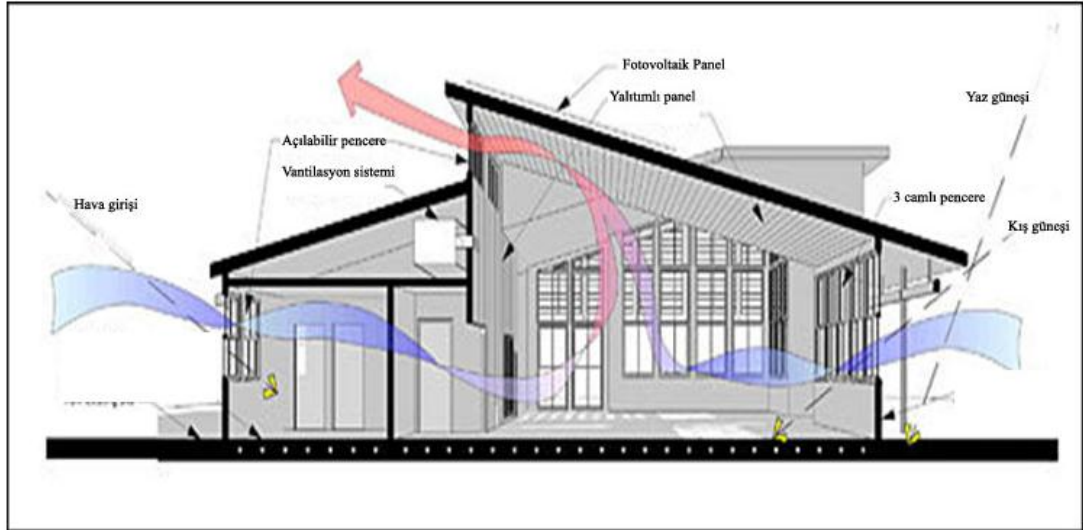 Fotovoltaik Panel
Yalıtımlı panel
Yaz güneşi
Açılabilir pencere
Vantilasyon sistemi
3 camlı pencere
Hava girişi
Kış güneşi